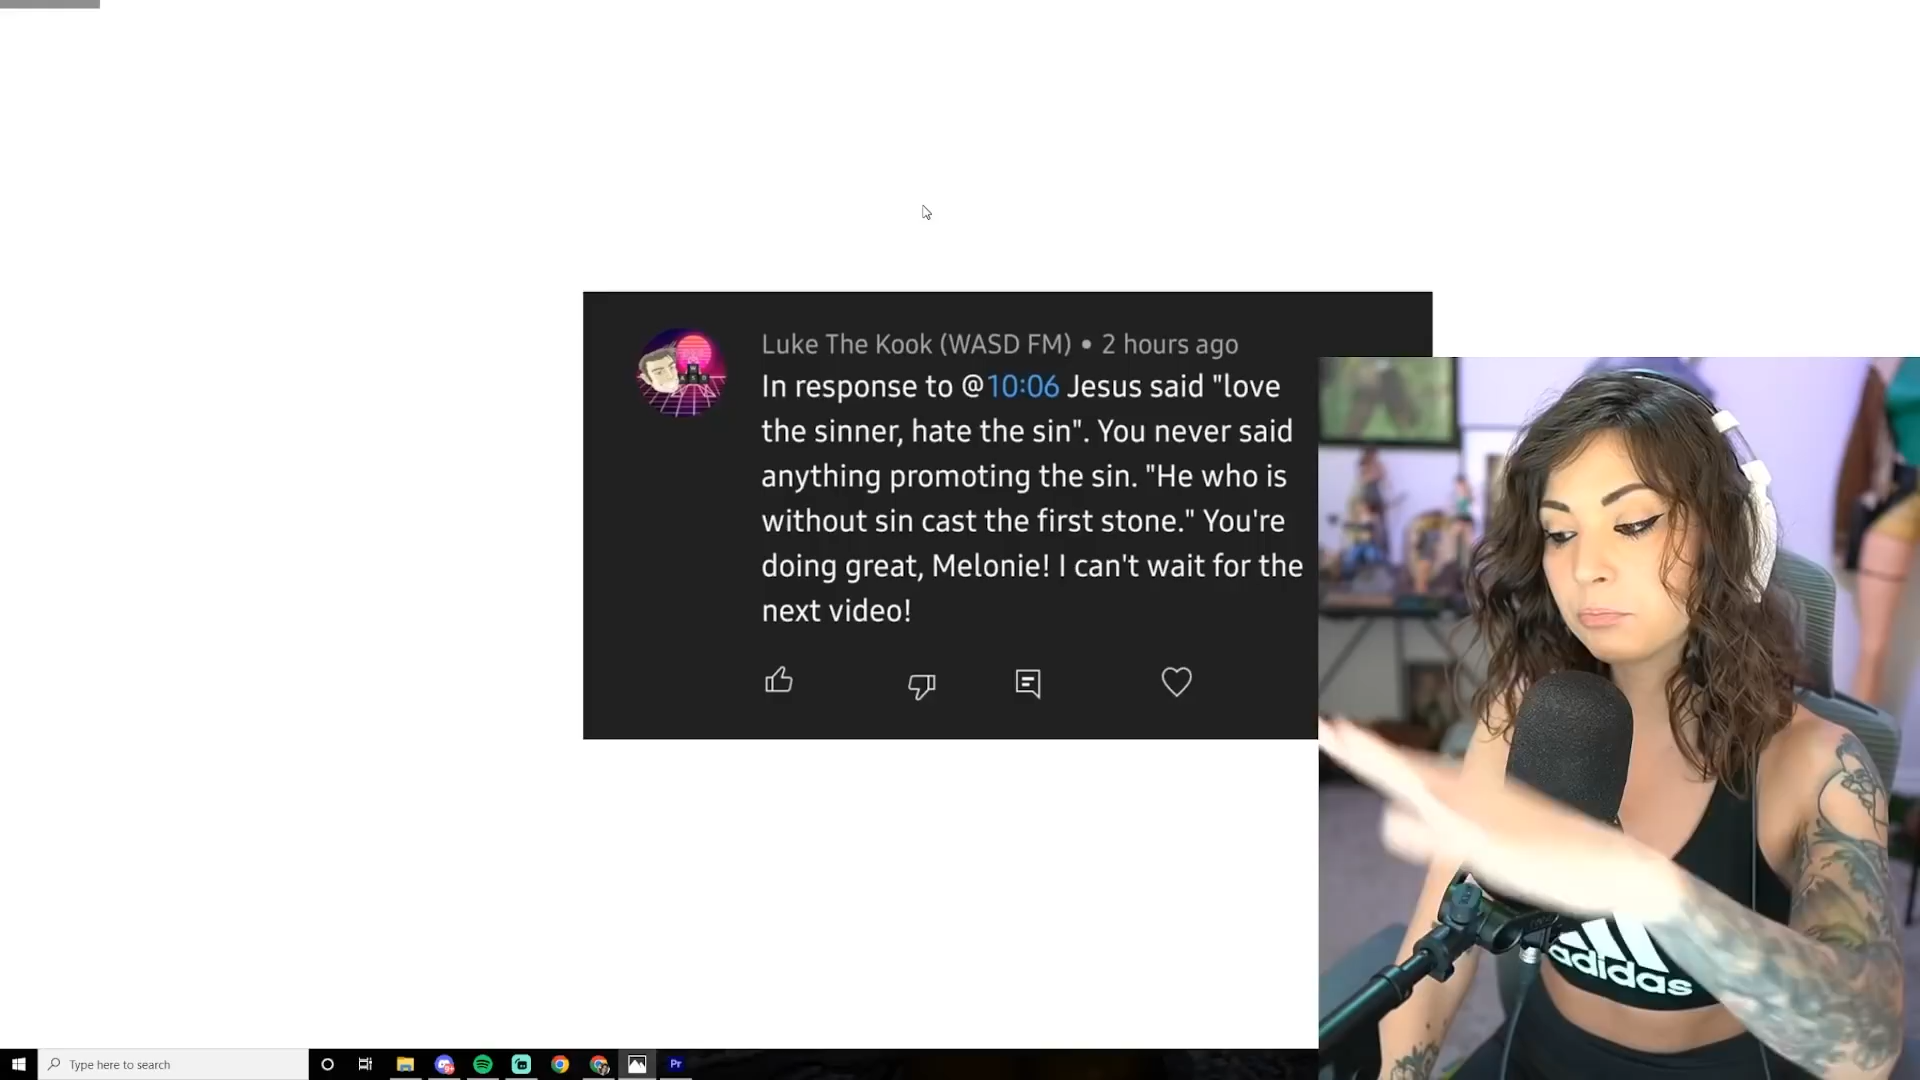 Luke The Kook (WASD FM) • 2 hours ago
In response to @10:06 Jesus said "love
the sinner, hate the sin". You never said
anything promoting the sin. "He who is
without sin cast the first stone." You're
doing great, Melonie! I can't wait for the
next video!
adidas
Type here to search
Pr